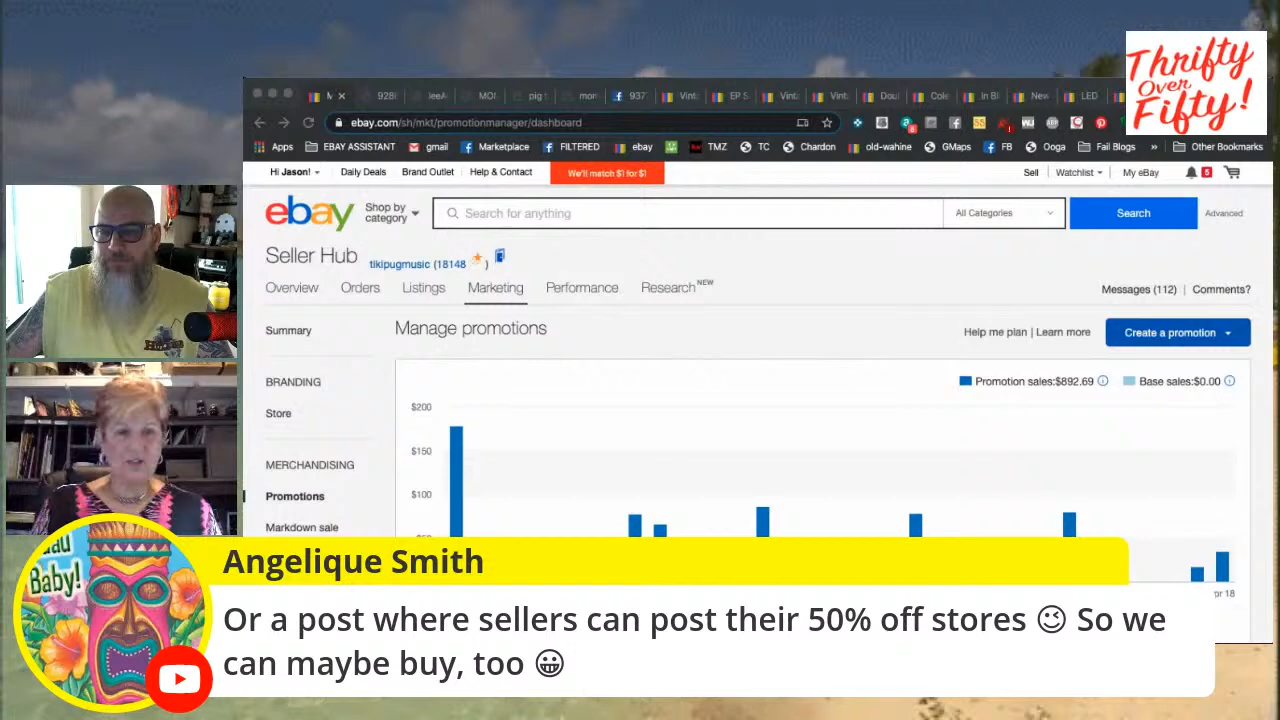 Thrifty
Over
Fifty!
ebay.com/sh/mkt/promotionmanager/dashboard
Apps EBAY ASSISTANT gmail Marketplace FILTERED ebay TMZ TC Chardon old-wahine GMaps FB Ooga Fail Blogs » Other Bookmarks
Hi Jason! Daily Deals Brand Outlet Help & Contact We'll match $1 for $1 Sell Watchlist My eBay 5
ebay Shop by category Search for anything All Categories Search Advanced
Seller Hub tikipugmusic (18148 )
Overview Orders Listings Marketing Performance Research NEW Messages (112) | Comments?
Summary Manage promotions Help me plan | Learn more Create a promotion
BRANDING
Store
MERCHANDISING
Promotions
Markdown sale
Promotion sales:$892.69 Base sales:$0.00
$200
$150
$100
pr 18
Baby!
Angelique Smith
Or a post where sellers can post their 50% off stores 😉 So we
can maybe buy, too 😀